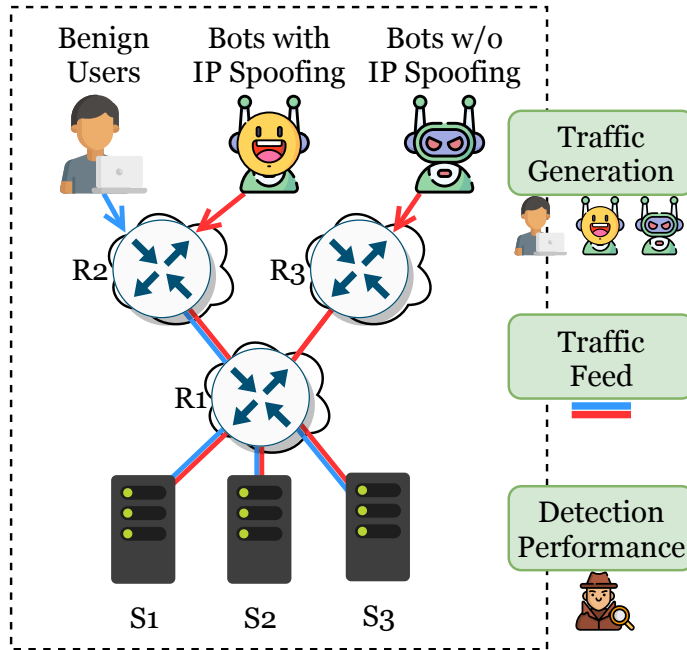 Benign
Users
Bots with
IP Spoofing
Bots w/o
IP Spoofing
Traffic
Generation
R2
R3
Traffic
Feed
R1
Detection
Performance
S1
S2
S3